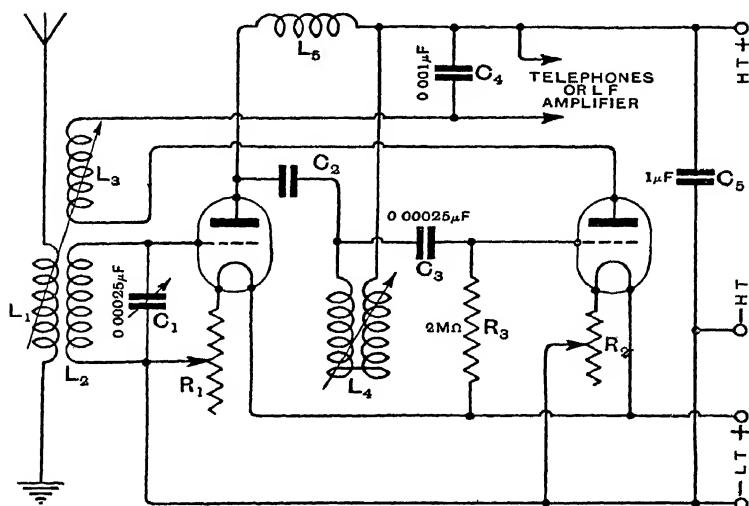 L5
0 001µF
C4
TELEPHONES
OR L F
AMPLIFIER
HT+
L3
C2
1µF
C5
0 00025µF
C3
0 00025µF
C1
L1
L2
R1
L4
2MΩ
R3
R2
—HT
+
—LT